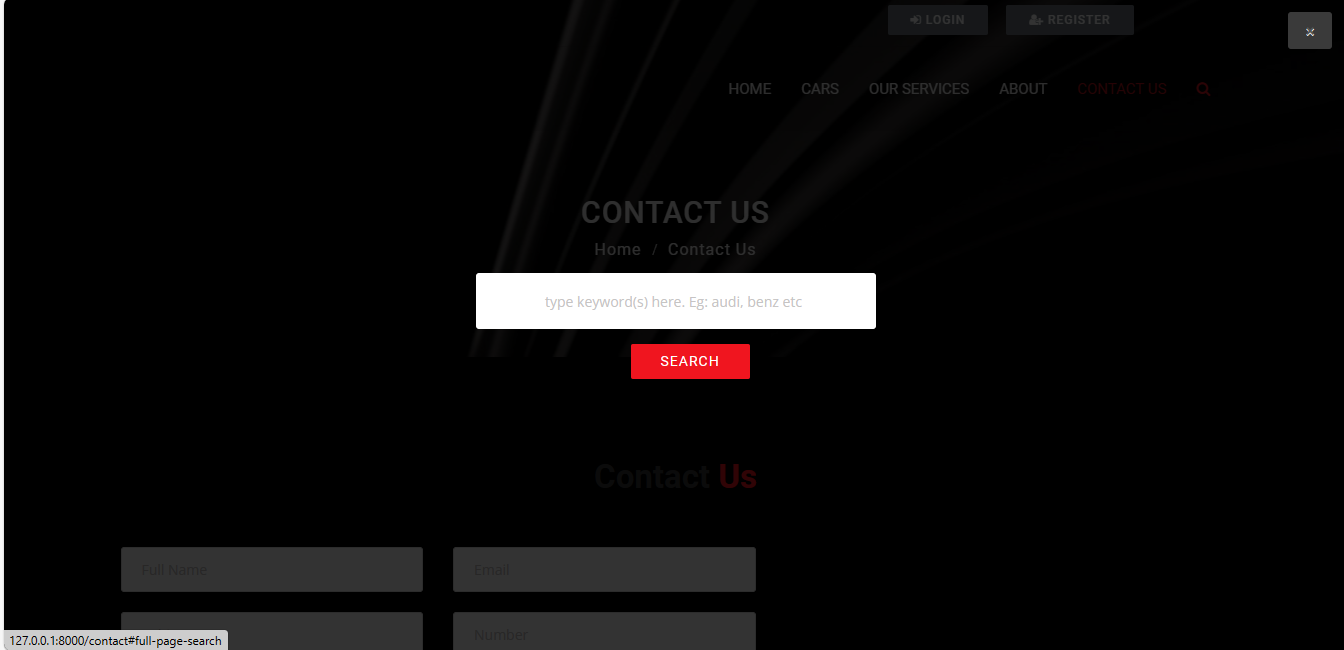 LOGIN REGISTER
×
HOME CARS OUR SERVICES ABOUT CONTACT US
CONTACT US
Home / Contact Us
type keyword(s) here. Eg: audi, benz etc
SEARCH
Contact Us
Full Name Email
Number
127.0.0.1:8000/contact#full-page-search